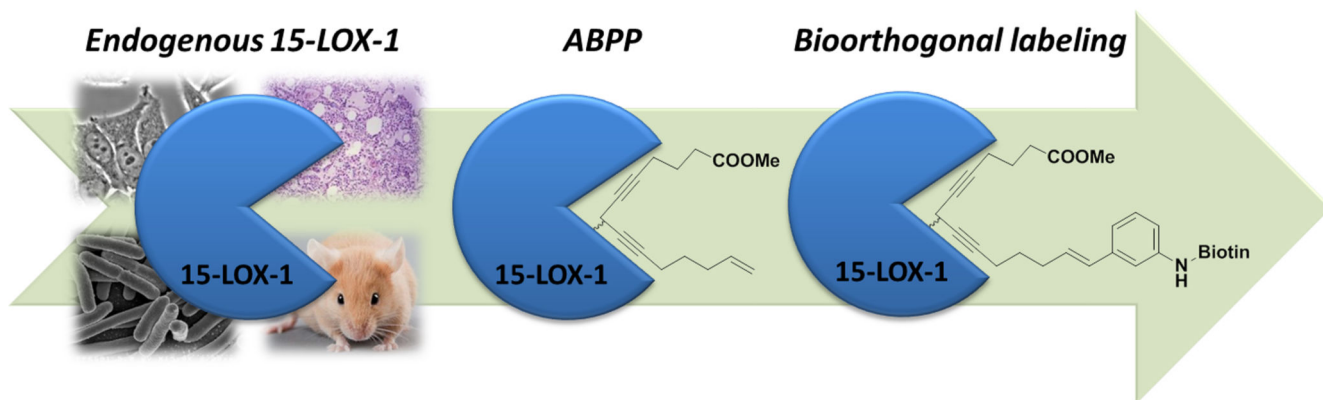 Endogenous 15-LOX-1
ABPP
Bioorthogonal labeling
15-LOX-1
15-LOX-1
COOMe
15-LOX-1
COOMe
N
H
Biotin